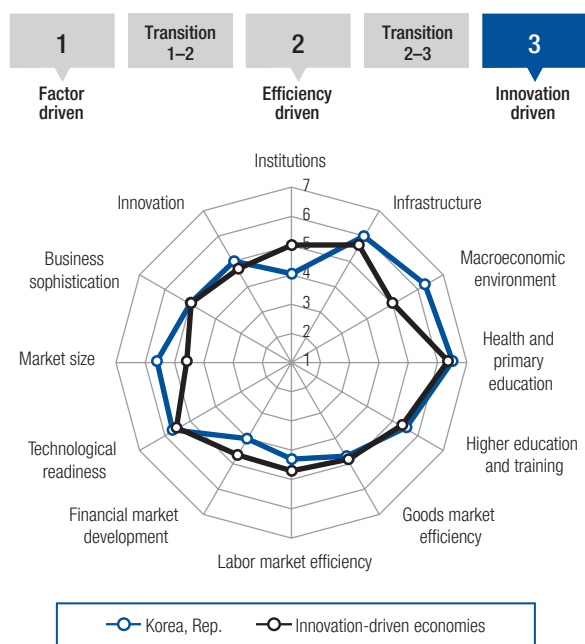 1
Transition
1–2
2
Transition
2–3
3
Factor
driven
Efficiency
driven
Innovation
driven
Institutions
7
Innovation
6
Infrastructure
5
Business
sophistication
4
Macroeconomic
environment
3
2
Market size
1
Health and
primary
education
Technological
readiness
Higher education
and training
Financial market
development
Goods market
efficiency
Labor market efficiency
Korea, Rep.
Innovation-driven economies